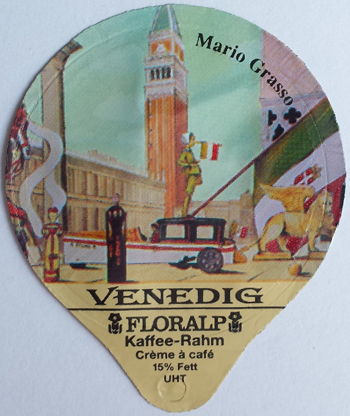 Mario Grasso
VENEDIG
FLORALP
Kaffee-Rahm
Crème à café
15% Fett
UHT